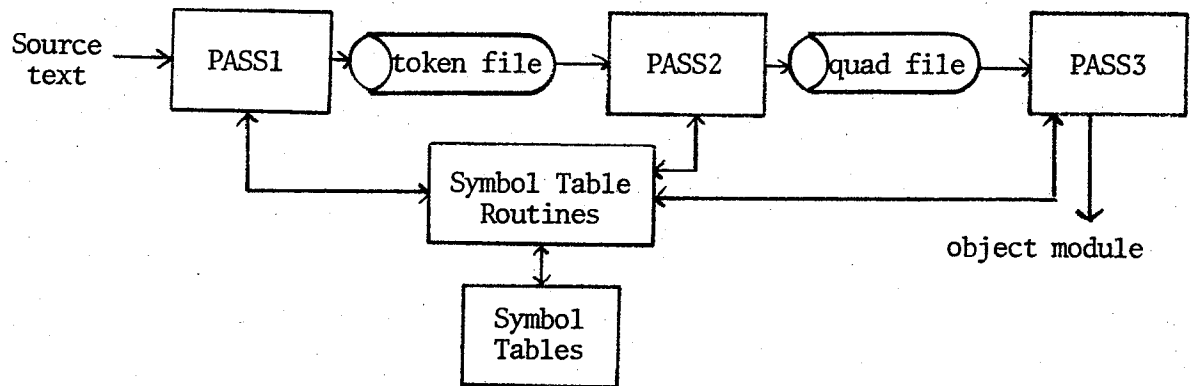 Source
text
PASS1
token file
PASS2
quad file
PASS3
Symbol Table
Routines
object module
Symbol
Tables